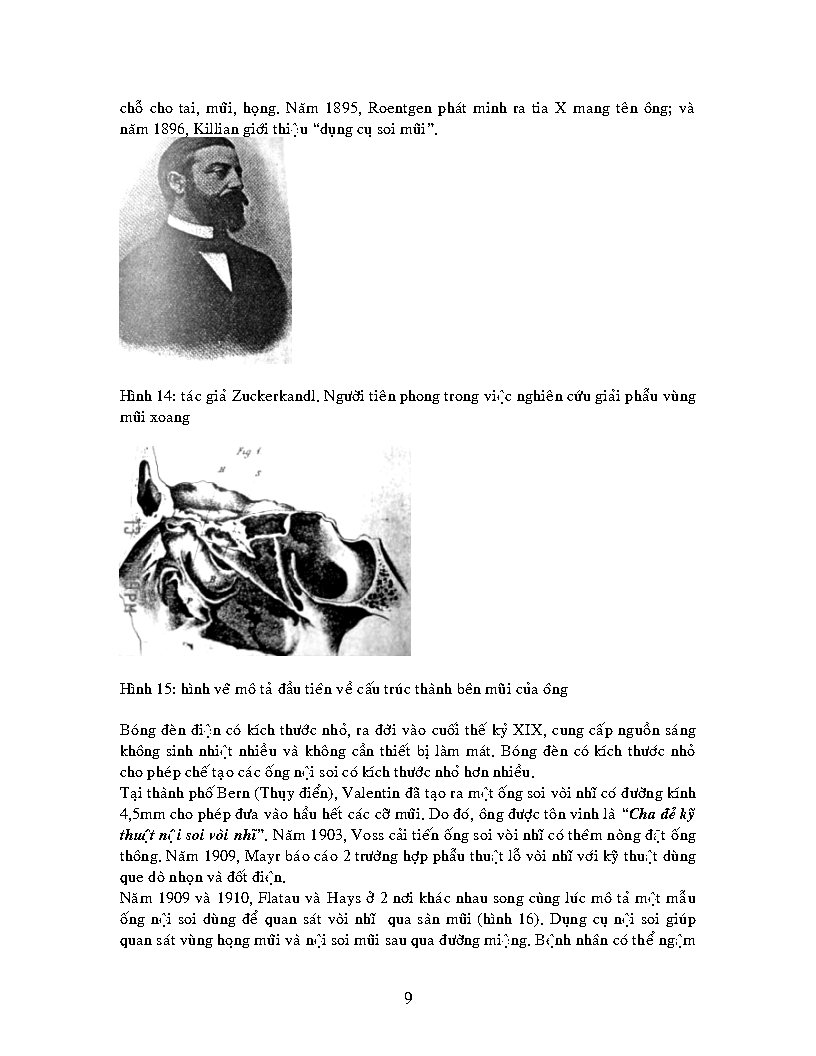 chỗ cho tai, mũi, họng. Năm 1895, Roentgen phát minh ra tia X mang tên ông; và
năm 1896, Killian giới thiệu “dụng cụ soi mũi”.
Hình 14: tác giả Zuckerkandl. Người tiên phong trong việc nghiên cứu giải phẫu vùng
mũi xoang
Fig 1.
H S
Hình 15: hình vẽ mô tả đầu tiên về cấu trúc thành bên mũi của ông
Bóng đèn điện có kích thước nhỏ, ra đời vào cuối thế kỷ XIX, cung cấp nguồn sáng
không sinh nhiệt nhiều và không cần thiết bị làm mát. Bóng đèn có kích thước nhỏ
cho phép chế tạo các ống nội soi có kích thước nhỏ hơn nhiều.
Tại thành phố Bern (Thụy điển), Valentin đã tạo ra một ống soi vòi nhĩ có đường kính
4,5mm cho phép đưa vào hầu hết các cỡ mũi. Do đó, ông được tôn vinh là “Cha đẻ kỹ
thuật nội soi vòi nhĩ”. Năm 1903, Voss cải tiến ống soi vòi nhĩ có thêm nòng đặt ống
thông. Năm 1909, Mayr báo cáo 2 trường hợp phẫu thuật lỗ vòi nhĩ với kỹ thuật dùng
que dò nhọn và đốt điện.
Năm 1909 và 1910, Flatau và Hays ở 2 nơi khác nhau song cùng lúc mô tả một mẫu
ống nội soi dùng để quan sát vòi nhĩ qua sàn mũi (hình 16). Dụng cụ nội soi giúp
quan sát vùng họng mũi và nội soi mũi sau qua đường miệng. Bệnh nhân có thể ngậm
9